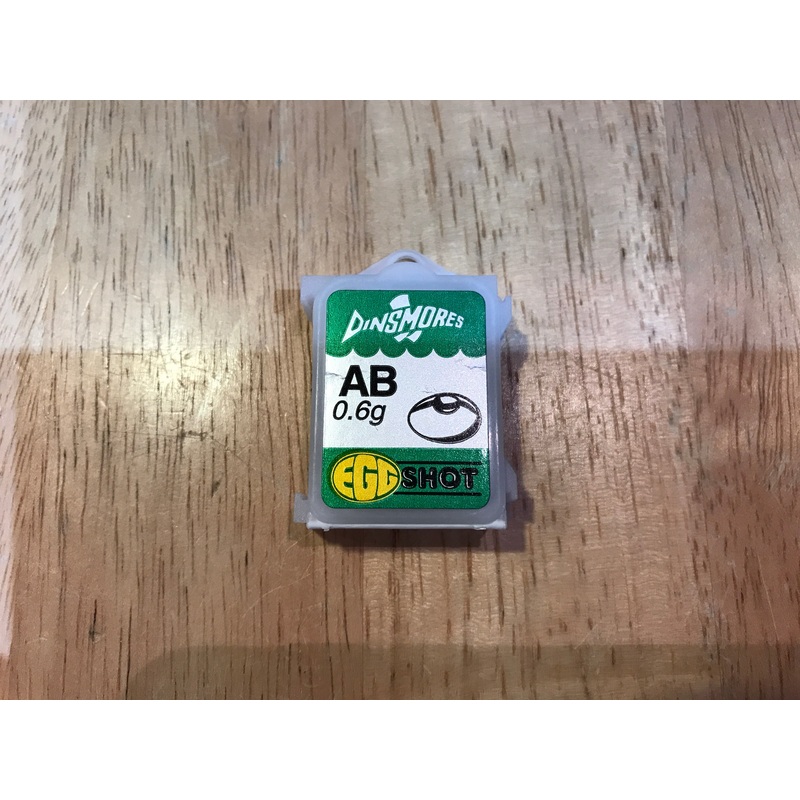 DINSMORES
AB
0.6g
EGG SHOT